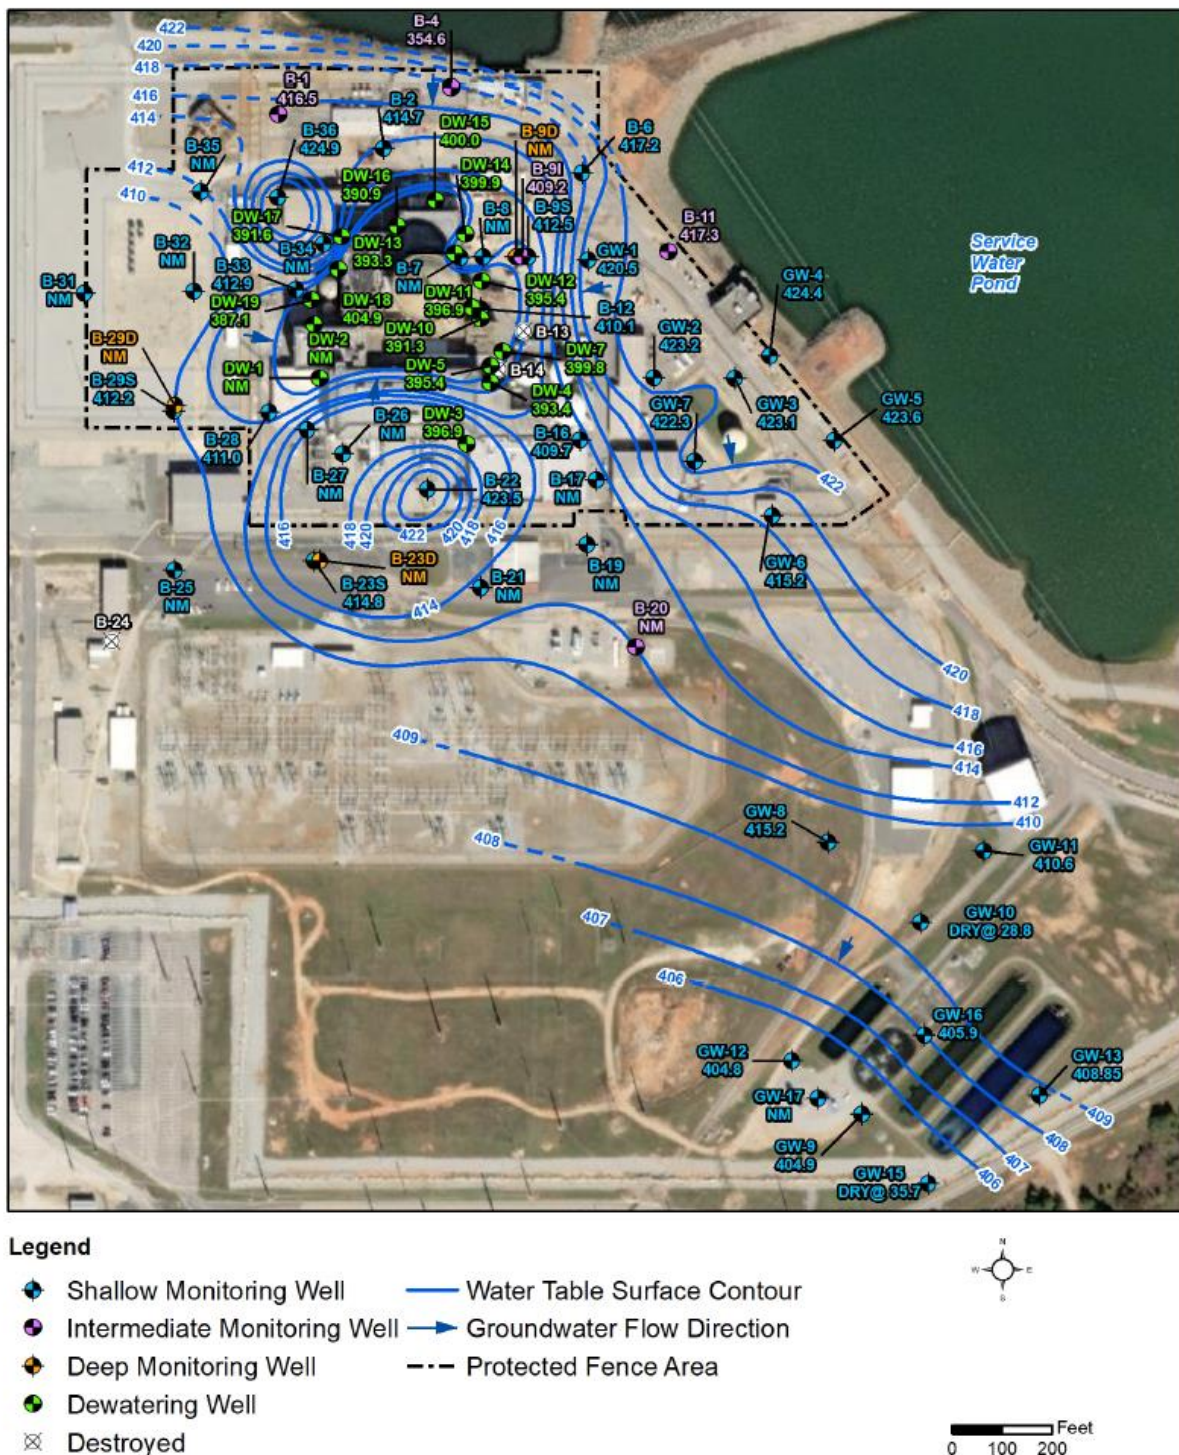 422
420
418
416
414
412
410
B-4
354.6
B-1
416.5
B-2
414.7
B-36
424.9
B-35
NM
DW-15
400.0
B-9D
NM
B-6
417.2
DW-14
399.9
B-9I
409.2
DW-16
390.9
B-8
NM
B-9S
412.5
DW-17
391.6
B-34
NM
DW-13
393.3
B-7
NM
B-11
417.3
GW-1
420.5
Service
Water
Pond
B-32
NM
B-31
NM
B-33
412.9
DW-19
387.1
DW-18
404.9
DW-11
396.9
DW-12
395.4
B-12
410.1
GW-4
424.4
DW-10
391.3
DW-2
NM
B-13
GW-2
423.2
B-29D
NM
B-29S
412.2
DW-1
NM
DW-5
395.4
B-14
DW-7
399.8
DW-4
393.4
GW-3
423.1
GW-5
423.6
GW-7
422.3
B-28
411.0
B-26
NM
DW-3
396.9
B-16
409.7
B-27
NM
B-22
423.5
B-17
NM
422
416
418
420
422
420
418
416
GW-6
415.2
B-25
NM
B-23S
414.8
B-23D
NM
B-21
NM
B-19
NM
414
B-24
B-20
NM
420
418
416
414
412
410
409
GW-8
415.2
GW-11
410.6
408
GW-10
DRY@ 28.8
407
406
GW-16
405.9
GW-12
404.8
GW-13
408.85
GW-17
NM
409
408
GW-9
404.9
407
406
GW-15
DRY@ 35.7
Legend
Shallow Monitoring Well
Intermediate Monitoring Well
Deep Monitoring Well
Dewatering Well
Destroyed
Water Table Surface Contour
Groundwater Flow Direction
Protected Fence Area
N
W
E
S
Feet
0 100 200